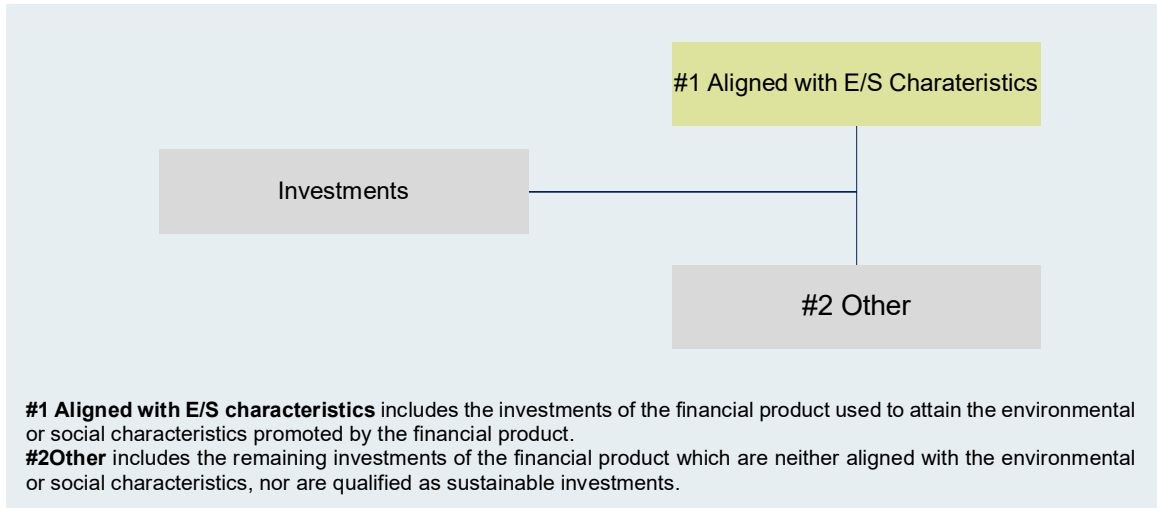 #1 Aligned with E/S Charateristics
Investments
#2 Other
#1 Aligned with E/S characteristics includes the investments of the financial product used to attain the environmental
or social characteristics promoted by the financial product.
#2Other includes the remaining investments of the financial product which are neither aligned with the environmental
or social characteristics, nor are qualified as sustainable investments.